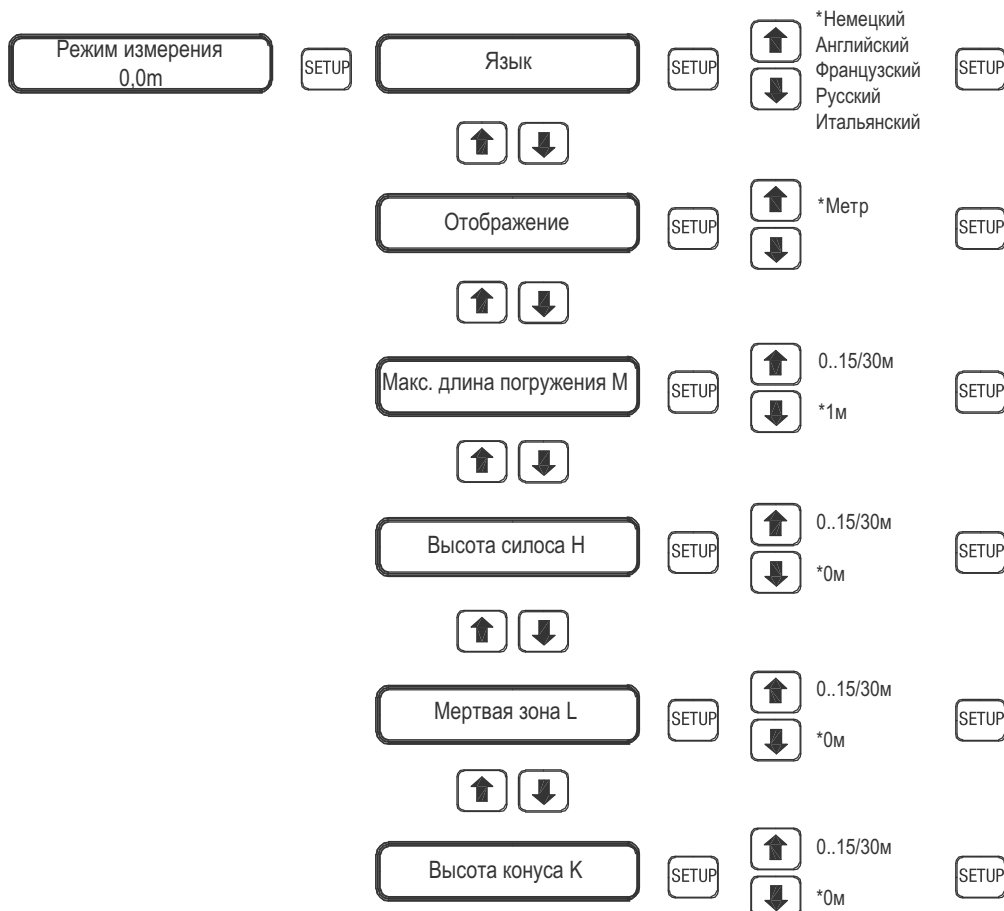 Режим измерения
0,0m
SETUP
Язык
SETUP
*Немецкий
Английский
Французский
Русский
Итальянский
SETUP
Отображение
SETUP
*Метр
SETUP
Макс. длина погружения M
SETUP
0..15/30м
*1м
SETUP
Высота силоса H
SETUP
0..15/30м
*0м
SETUP
Мертвая зона L
SETUP
0..15/30м
*0м
SETUP
Высота конуса K
SETUP
0..15/30м
*0м
SETUP